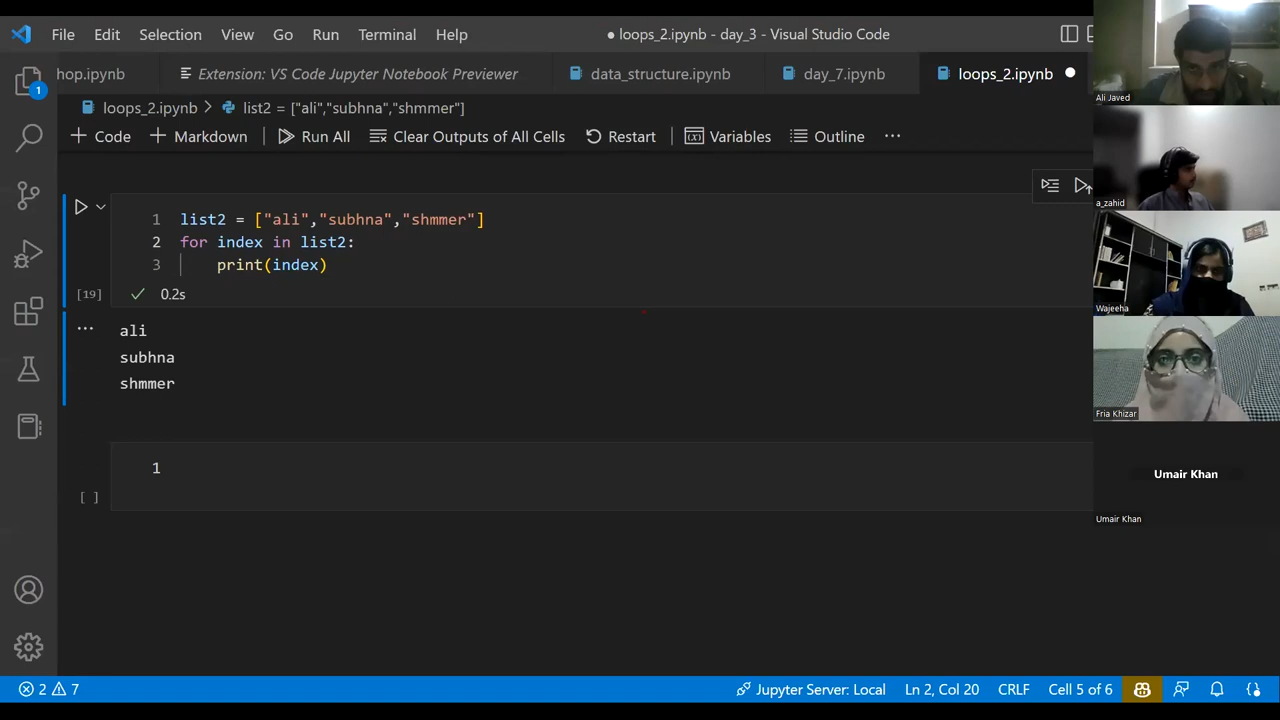 File Edit Selection View Go Run Terminal Help ● loops_2.ipynb - day_3 - Visual Studio Code
hop.ipynb Extension: VS Code Jupyter Notebook Previewer data_structure.ipynb day_7.ipynb loops_2.ipynb
loops_2.ipynb > list2 = ["ali","subhna","shmmer"]
+ Code + Markdown Run All Clear Outputs of All Cells Restart Variables Outline ...
1 list2 = ["ali","subhna","shmmer"]
2 for index in list2:
3 print(index)
[19] 0.2s
ali
subhna
shmmer
1
[ ]
1
Ali Javed
a_zahid
Wajeeha
Fria Khizar
Umair Khan
Umair Khan
2 7 Jupyter Server: Local Ln 2, Col 20 CRLF Cell 5 of 6